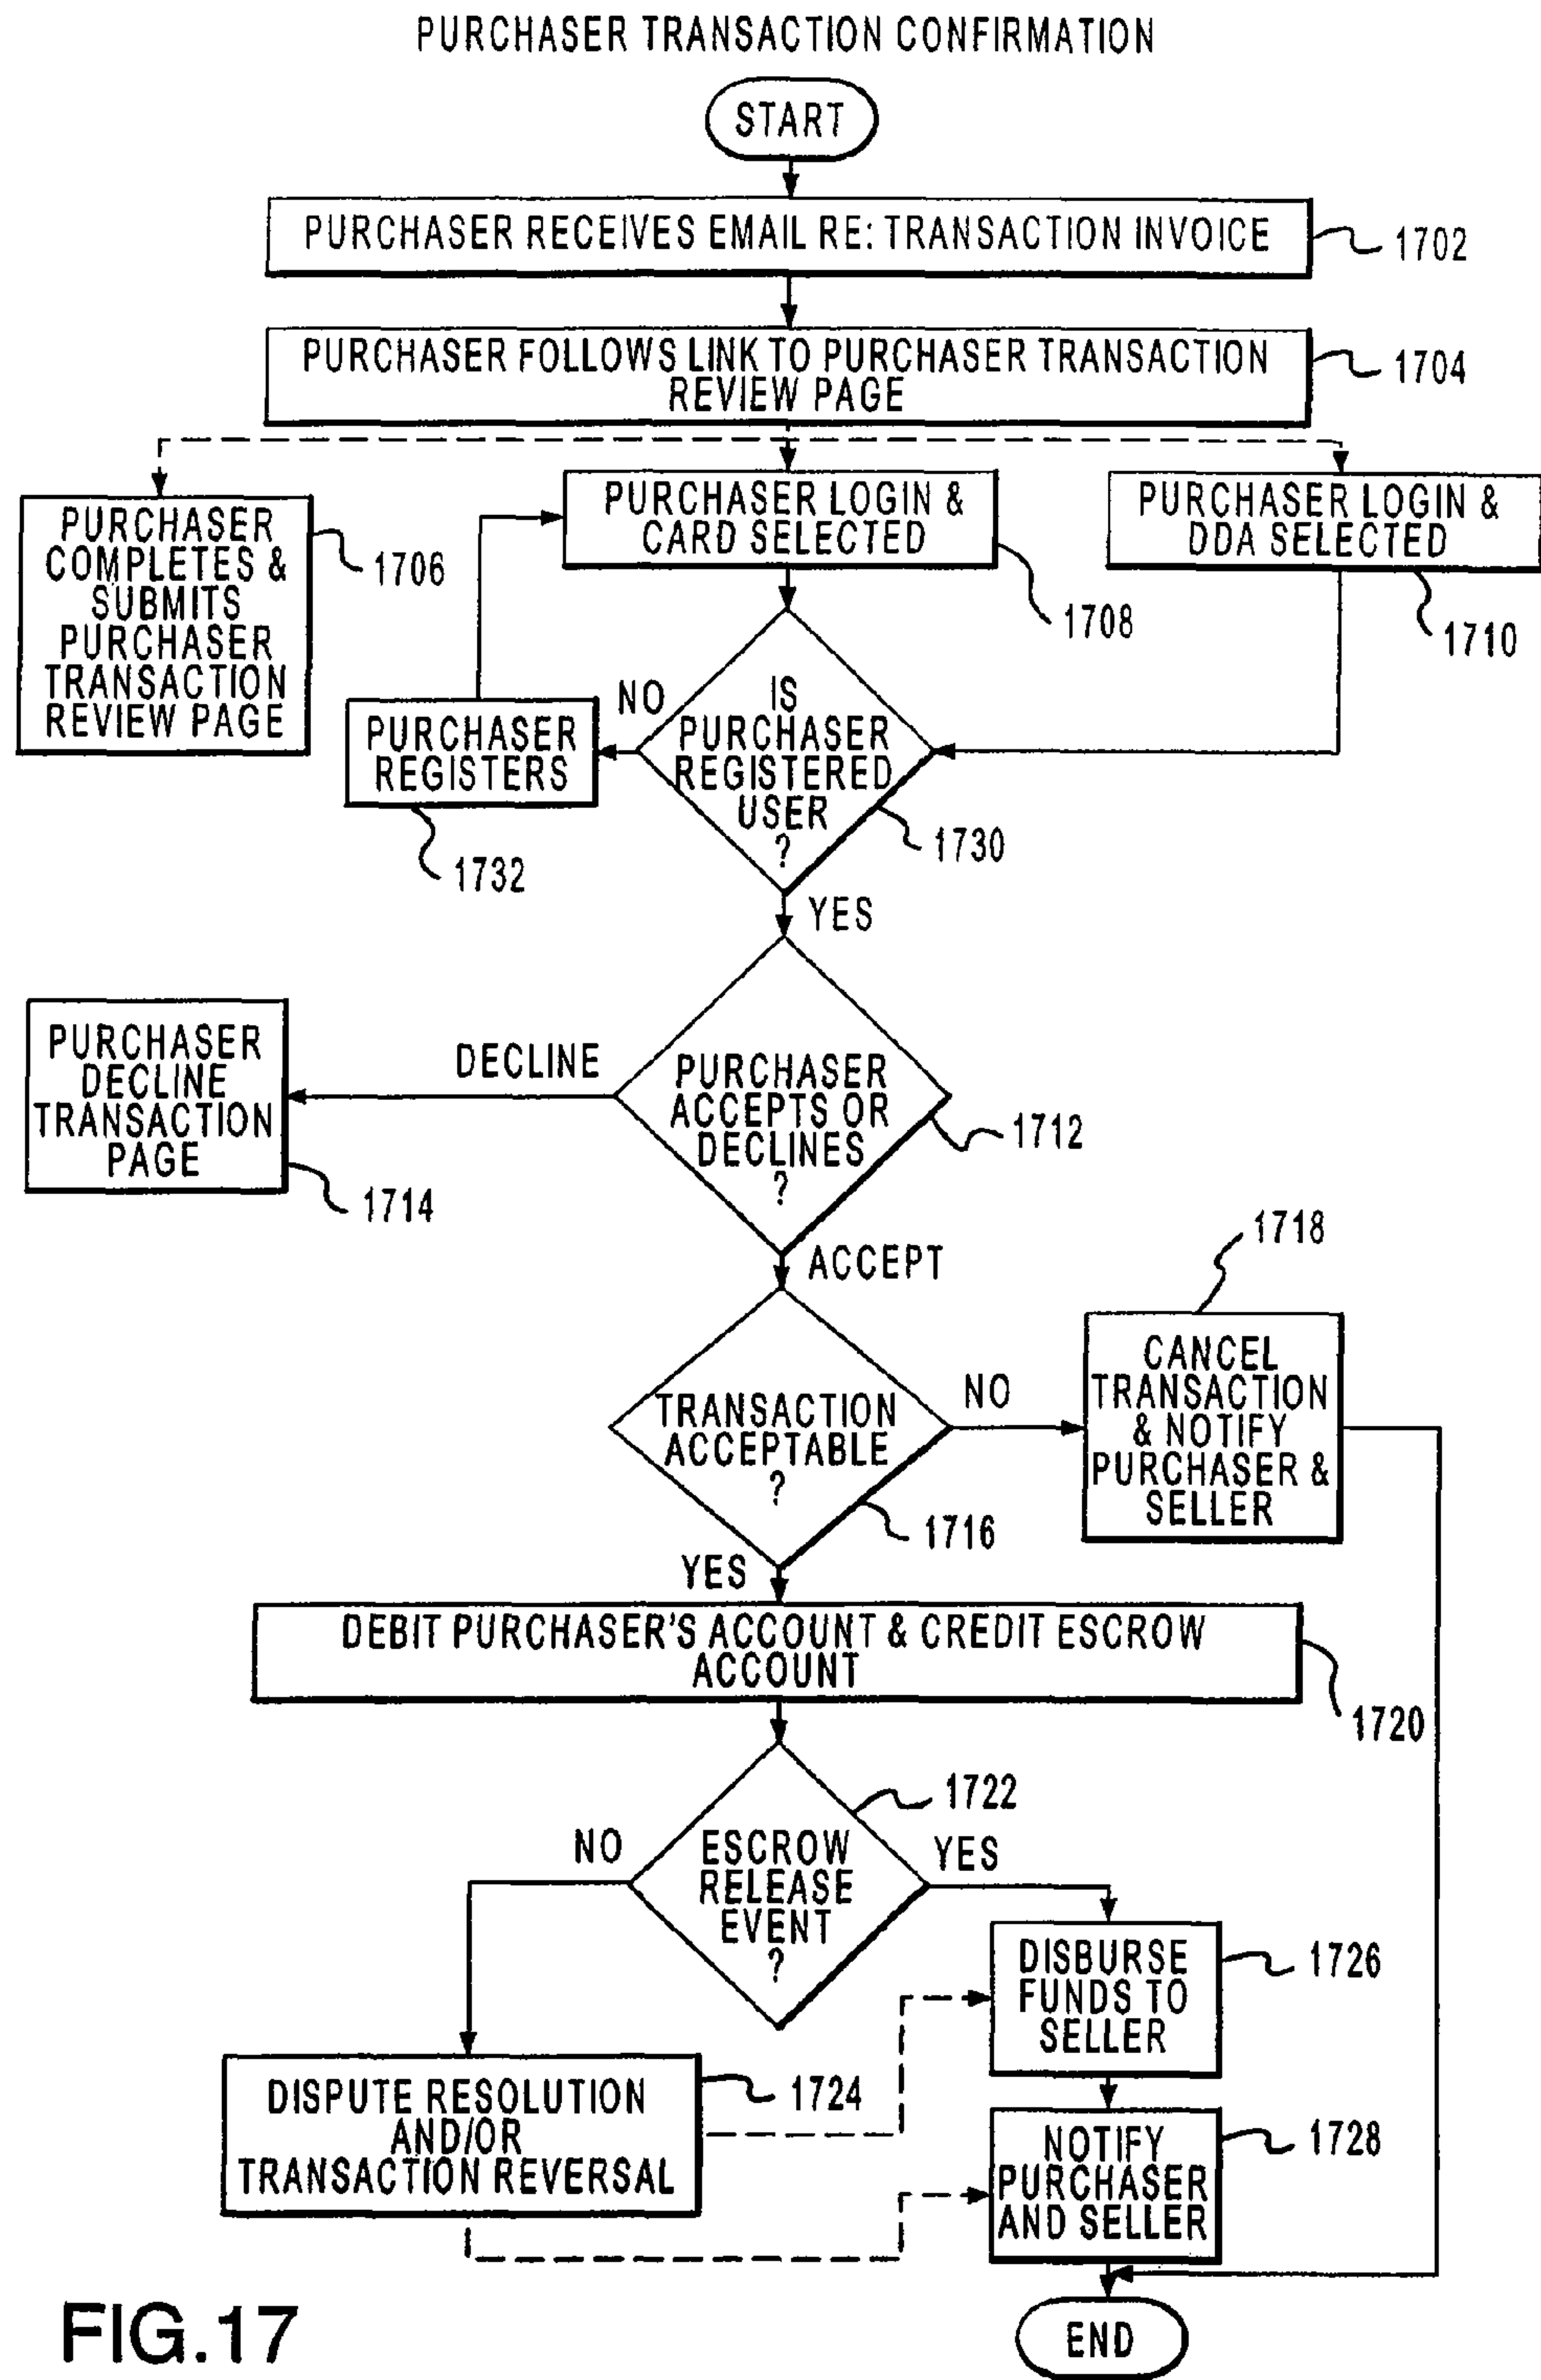 PURCHASER TRANSACTION CONFIRMATION
START
PURCHASER RECEIVES EMAIL RE: TRANSACTION INVOICE
1702
PURCHASER FOLLOWS LINK TO PURCHASER TRANSACTION
REVIEW PAGE
1704
PURCHASER
COMPLETES &
SUBMITS
PURCHASER
TRANSACTION
REVIEW PAGE
1706
PURCHASER LOGIN &
CARD SELECTED
1708
PURCHASER LOGIN &
DDA SELECTED
1710
NO
IS
PURCHASER
REGISTERED
USER
?
1730
PURCHASER
REGISTERS
1732
YES
PURCHASER
DECLINE
TRANSACTION
PAGE
1714
DECLINE
PURCHASER
ACCEPTS OR
DECLINES
?
1712
ACCEPT
1718
TRANSACTION
ACCEPTABLE
?
1716
NO
CANCEL
TRANSACTION
& NOTIFY
PURCHASER &
SELLER
YES
DEBIT PURCHASER'S ACCOUNT & CREDIT ESCROW
ACCOUNT
1720
1722
NO
ESCROW
RELEASE
EVENT
?
YES
DISBURSE
FUNDS TO
SELLER
1726
DISPUTE RESOLUTION
AND/OR
TRANSACTION REVERSAL
1724
NOTIFY
PURCHASER
AND SELLER
1728
END
FIG.17